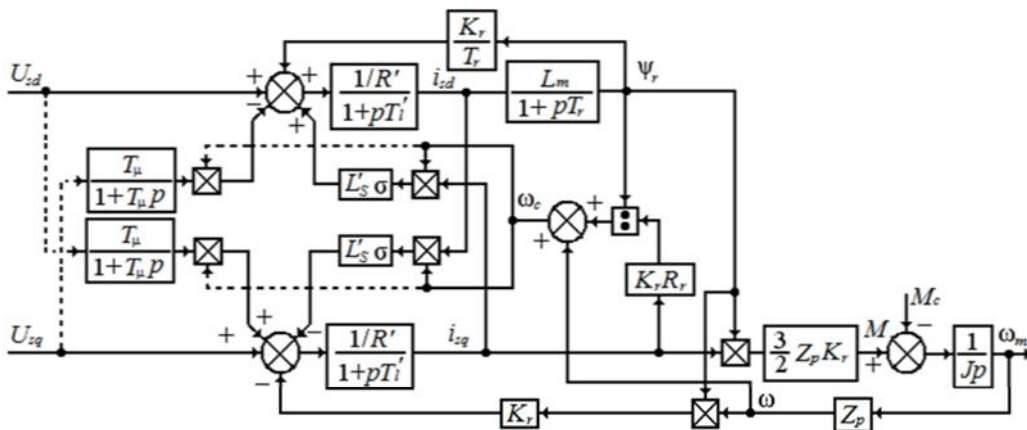 K_r
T_r
U_sd
+
−
+
+
1/R'
1+pT_i'
i_sd
L_m
1+pT_r
ψ_r
T_μ
1+T_μ p
L'_S σ
ω_c
+
+
T_μ
1+T_μ p
L'_S σ
K_r R_r
M_c
U_sq
+
+
−
−
1/R'
1+pT_i'
i_sq
3
2
Z_p K_r
M
+
−
1
Jp
ω_m
K_r
ω
Z_p